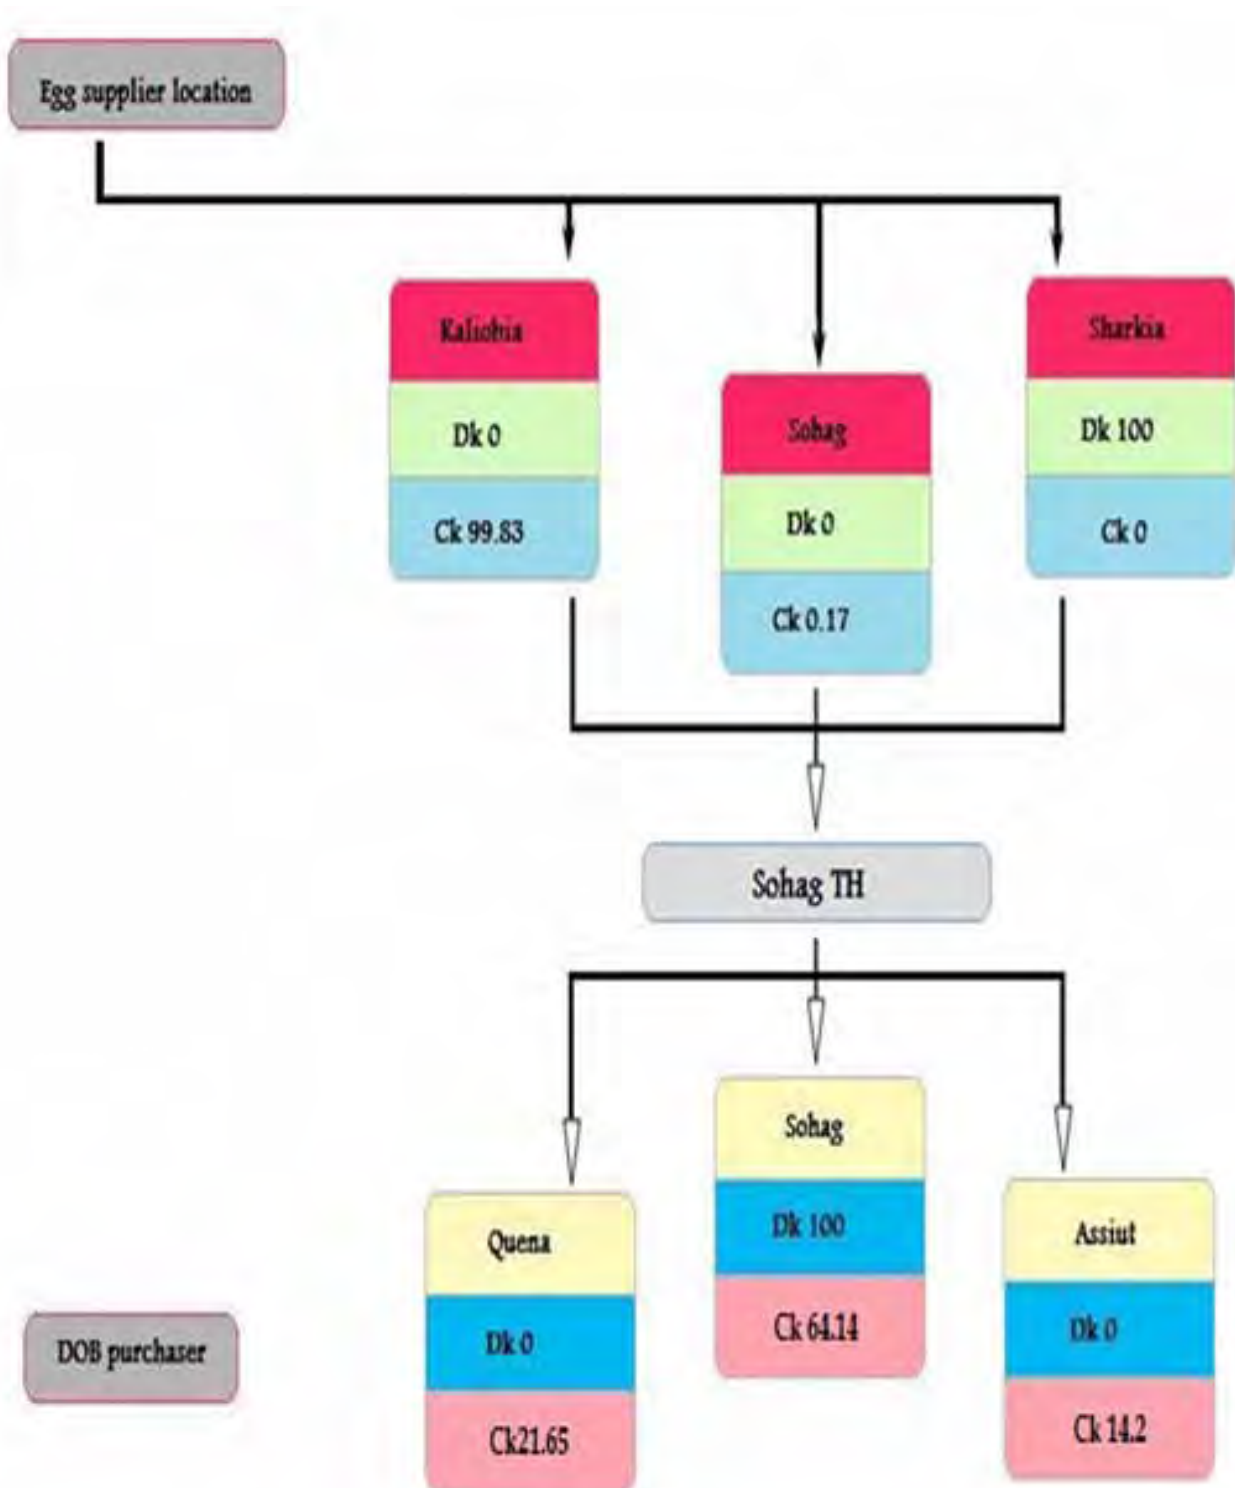 Egg supplier location
Kaliobia
Dk 0
Ck 99.83
Sohag
Dk 0
Ck 0.17
Sharkia
Dk 100
Ck 0
Sohag TH
Quena
Dk 0
Ck21.65
Sohag
Dk 100
Ck 64.14
Assiut
Dk 0
Ck 14.2
DOB purchaser